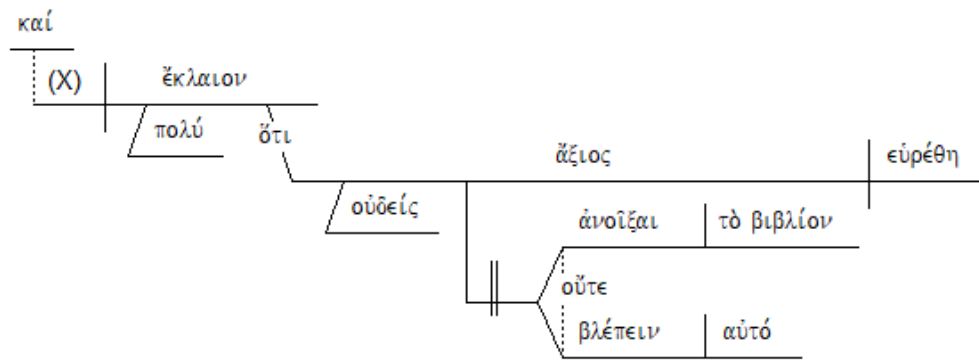 καί
(X) ἔκλαιον
πολύ ὅτι
ἄξιος εὑρέθη
οὐδείς
ἀνοῖξαι τὸ βιβλίον
οὔτε
βλέπειν αὐτό